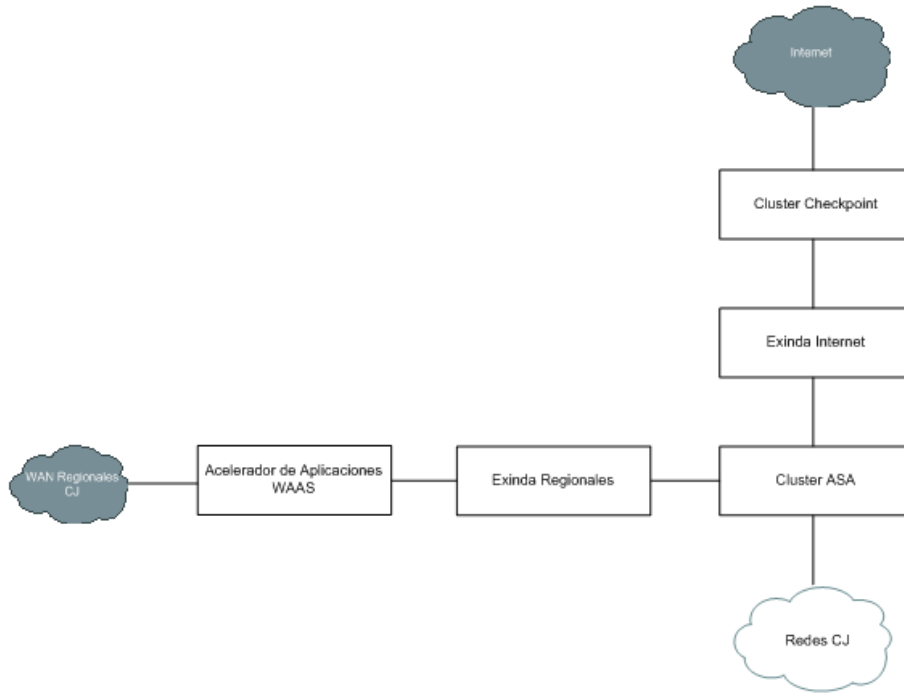 Internet
Cluster Checkpoint
Exinda Internet
WAN Regionales
CJ
Acelerador de Aplicaciones
WAAS
Exinda Regionales
Cluster ASA
Redes CJ